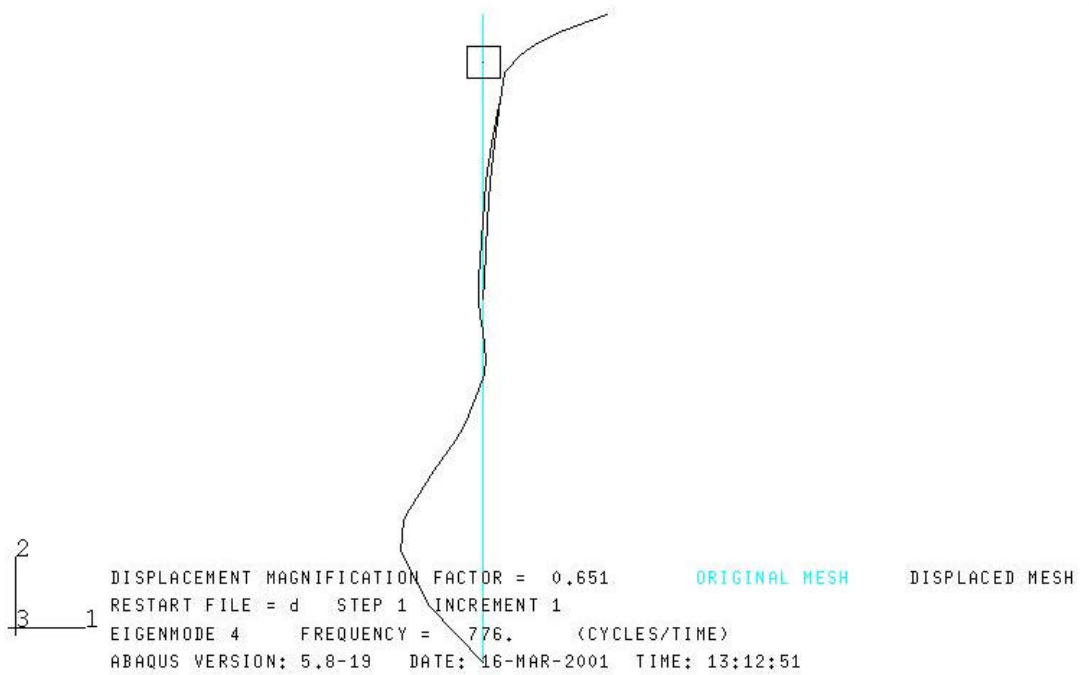 2
3 1
DISPLACEMENT MAGNIFICATION FACTOR = 0.651 ORIGINAL MESH DISPLACED MESH
RESTART FILE = d STEP 1 INCREMENT 1
EIGENMODE 4 FREQUENCY = 776. (CYCLES/TIME)
ABAQUS VERSION: 5.8-19 DATE: 16-MAR-2001 TIME: 13:12:51